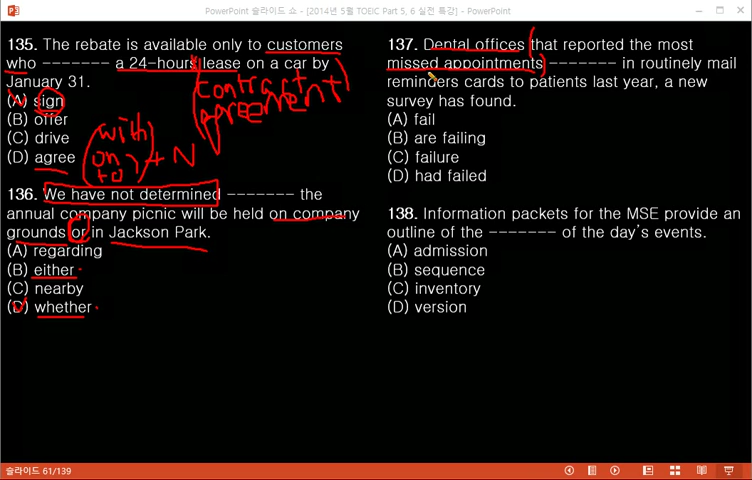 PowerPoint 슬라이드 쇼 - [2014년 5월 TOEIC Part.5, 6 실전 특강] - PowerPoint
135. The rebate is available only to customers
who ------- a 24-hours lease on a car by
January 31.
(A) sign
(B) offer
(C) drive
(D) agree
contract
agreement
with
on
to
+ N
136. We have not determined ------- the
annual company picnic will be held on company
grounds or in Jackson Park.
(A) regarding
(B) either
(C) nearby
(D) whether
137. Dental offices that reported the most
missed appointments ------- in routinely mail
reminders cards to patients last year, a new
survey has found.
(A) fail
(B) are failing
(C) failure
(D) had failed
138. Information packets for the MSE provide an
outline of the ------- of the day's events.
(A) admission
(B) sequence
(C) inventory
(D) version
슬라이드 61/139